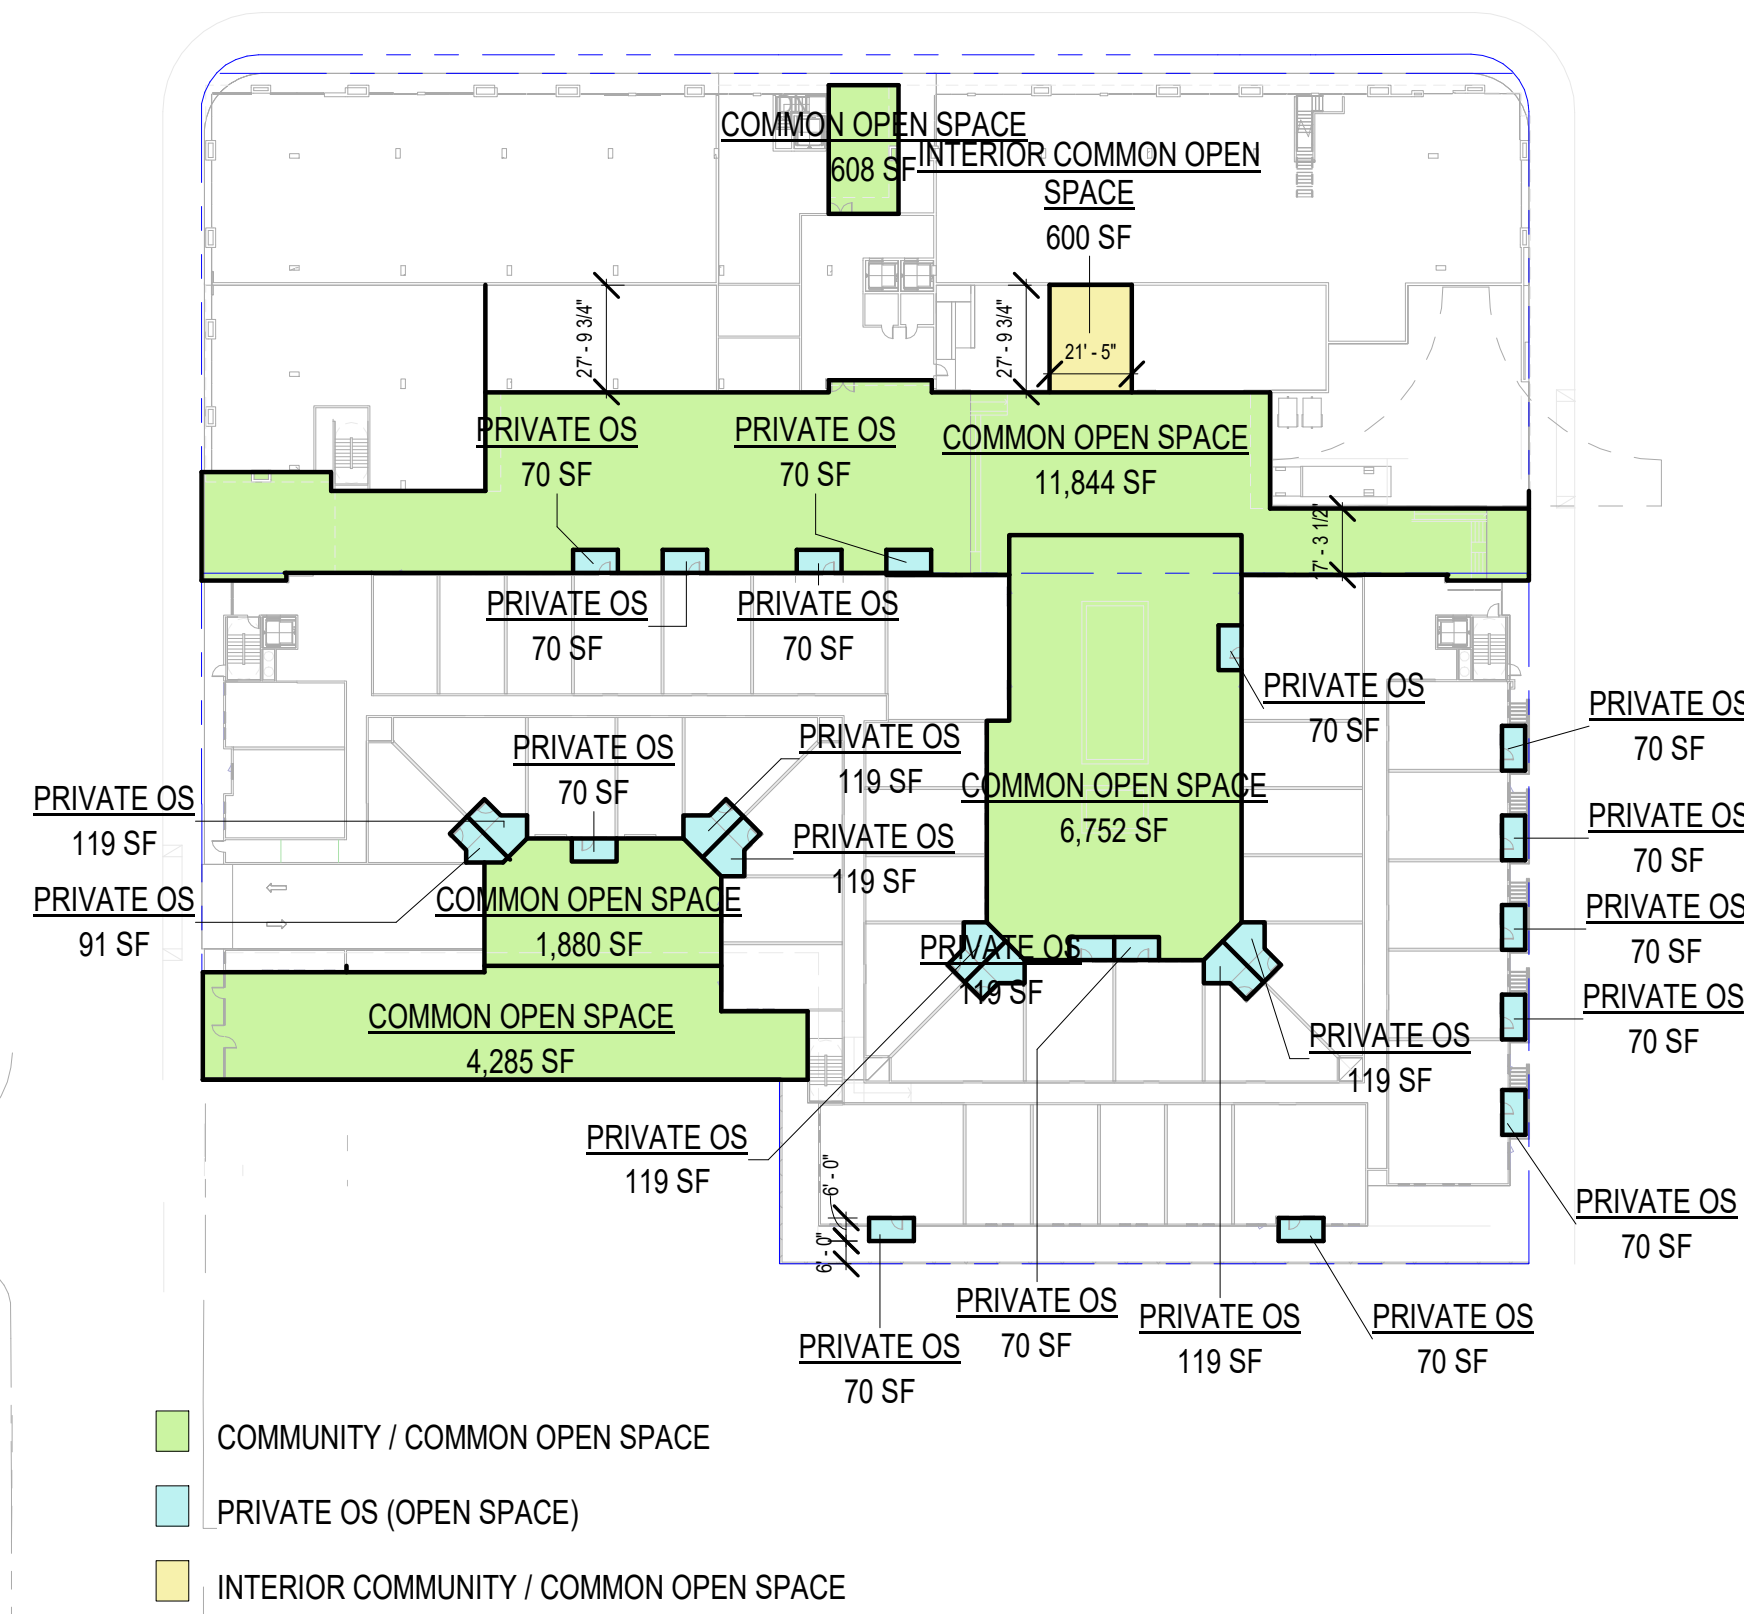 COMMON OPEN SPACE
608 SF
INTERIOR COMMON OPEN
SPACE
600 SF
27' - 9 3/4"
27' - 9 3/4"
21' - 5"
PRIVATE OS
70 SF
PRIVATE OS
70 SF
COMMON OPEN SPACE
11,844 SF
7' - 3 1/2"
PRIVATE OS
70 SF
PRIVATE OS
70 SF
PRIVATE OS
70 SF
PRIVATE OS
70 SF
PRIVATE OS
70 SF
PRIVATE OS
119 SF
COMMON OPEN SPACE
6,752 SF
PRIVATE OS
119 SF
PRIVATE OS
119 SF
PRIVATE OS
70 SF
PRIVATE OS
91 SF
COMMON OPEN SPACE
1,880 SF
PRIVATE OS
70 SF
PRIVATE OS
119 SF
COMMON OPEN SPACE
4,285 SF
PRIVATE OS
70 SF
PRIVATE OS
119 SF
PRIVATE OS
119 SF
6' - 0"
6' - 0"
PRIVATE OS
70 SF
PRIVATE OS
70 SF
PRIVATE OS
70 SF
PRIVATE OS
119 SF
PRIVATE OS
70 SF
COMMUNITY / COMMON OPEN SPACE
PRIVATE OS (OPEN SPACE)
INTERIOR COMMUNITY / COMMON OPEN SPACE